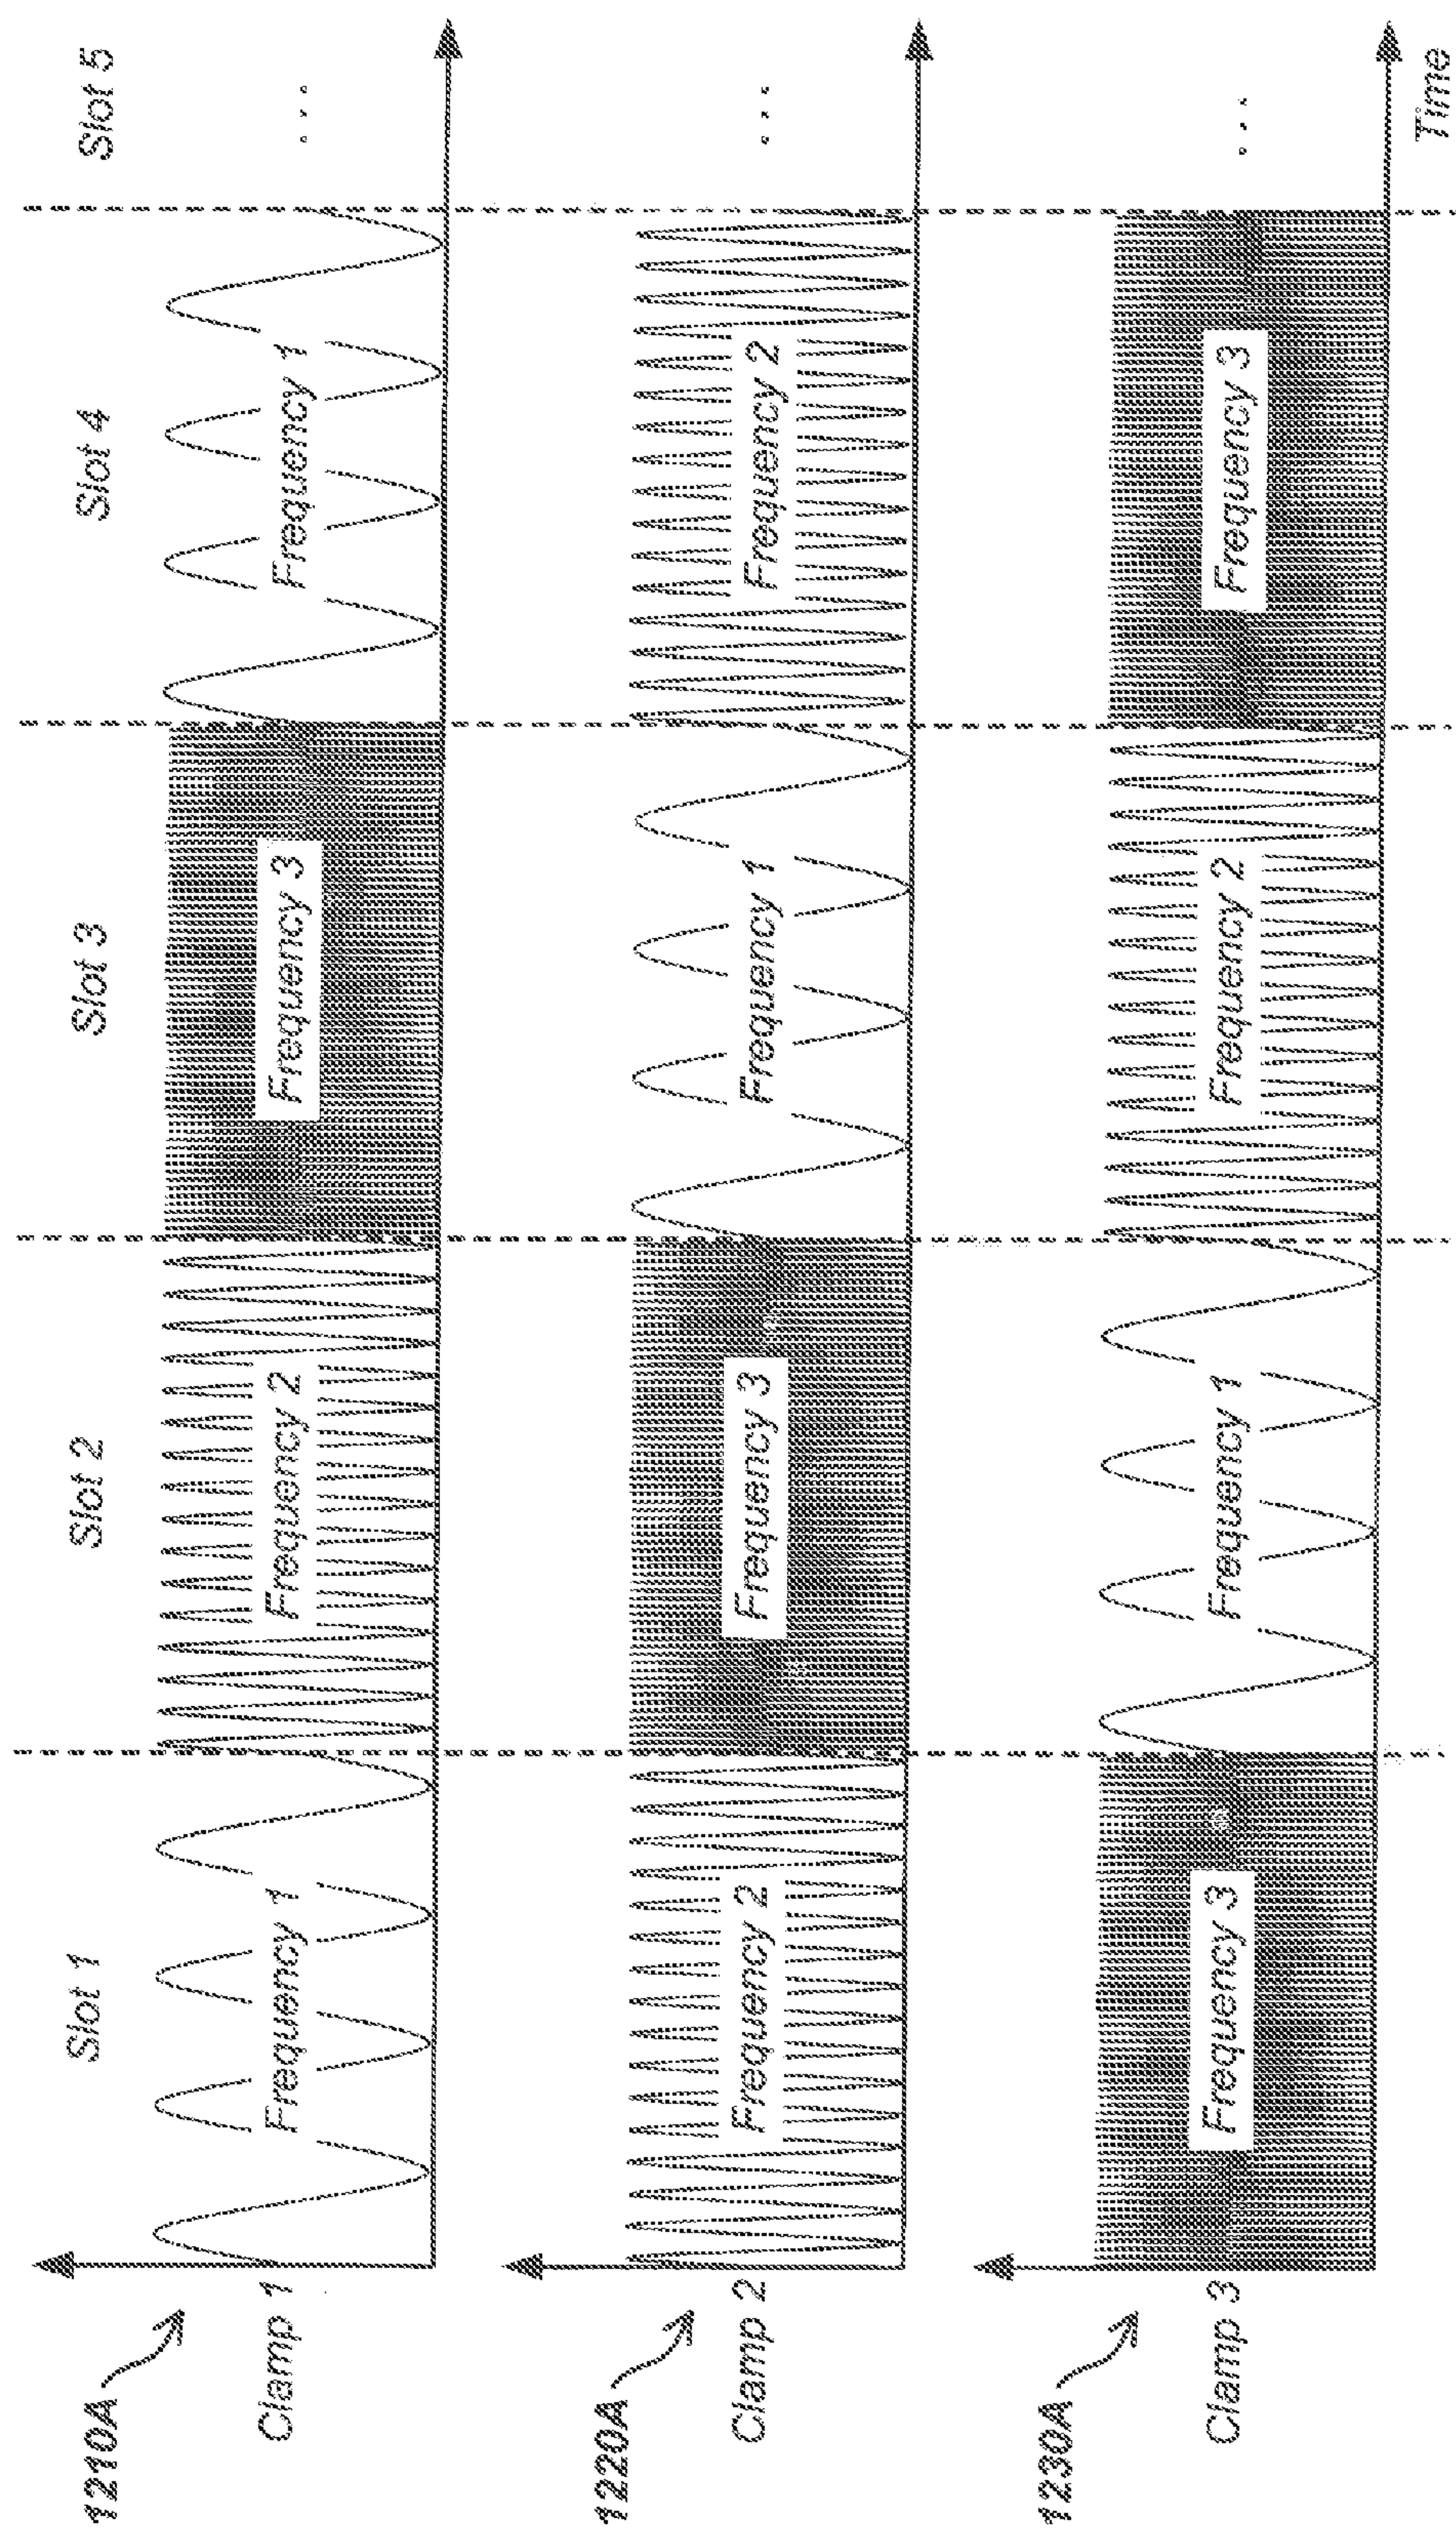 Slot 1
Slot 2
Slot 3
Slot 4
Slot 5
1210A
Clamp 1
Frequency 1
Frequency 2
Frequency 3
Frequency 1
...
1220A
Clamp 2
Frequency 2
Frequency 3
Frequency 1
Frequency 2
...
1230A
Clamp 3
Frequency 3
Frequency 1
Frequency 2
Frequency 3
...
Time